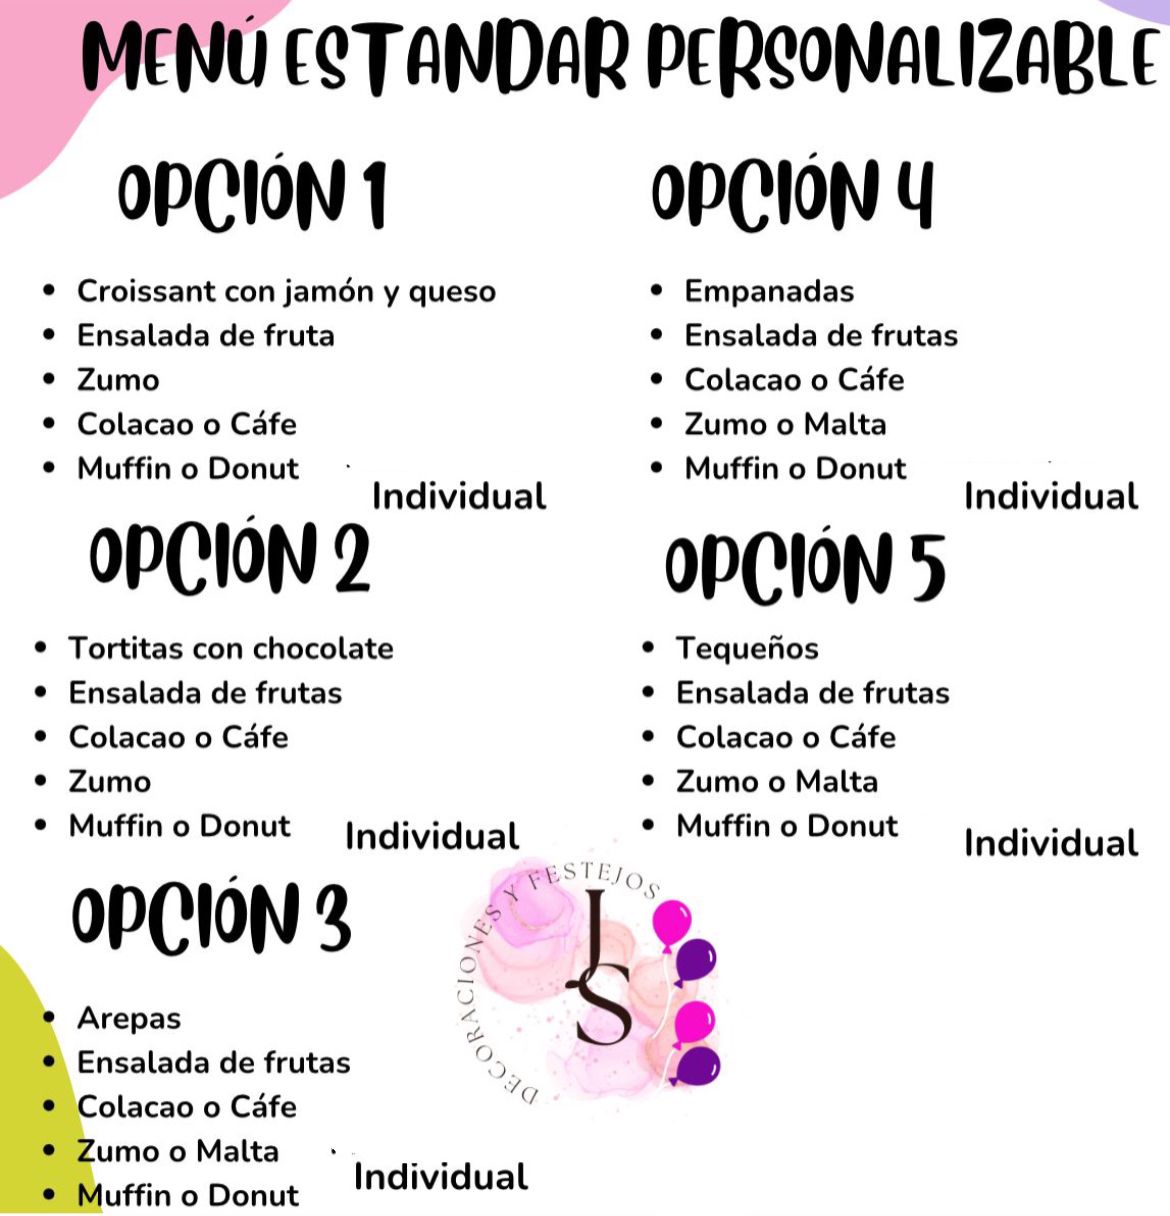 MENÚ ESTANDAR PERSONALIZABLE
OPCIÓN 1
• Croissant con jamón y queso
• Ensalada de fruta
• Zumo
• Colacao o Cáfe
• Muffin o Donut
Individual
OPCIÓN 2
• Tortitas con chocolate
• Ensalada de frutas
• Colacao o Cáfe
• Zumo
• Muffin o Donut
Individual
OPCIÓN 3
• Arepas
• Ensalada de frutas
• Colacao o Cáfe
• Zumo o Malta
• Muffin o Donut
Individual
OPCIÓN 4
• Empanadas
• Ensalada de frutas
• Colacao o Cáfe
• Zumo o Malta
• Muffin o Donut
Individual
OPCIÓN 5
• Tequeños
• Ensalada de frutas
• Colacao o Cáfe
• Zumo o Malta
• Muffin o Donut
Individual
DECORACIONES Y FESTEJOS
JS